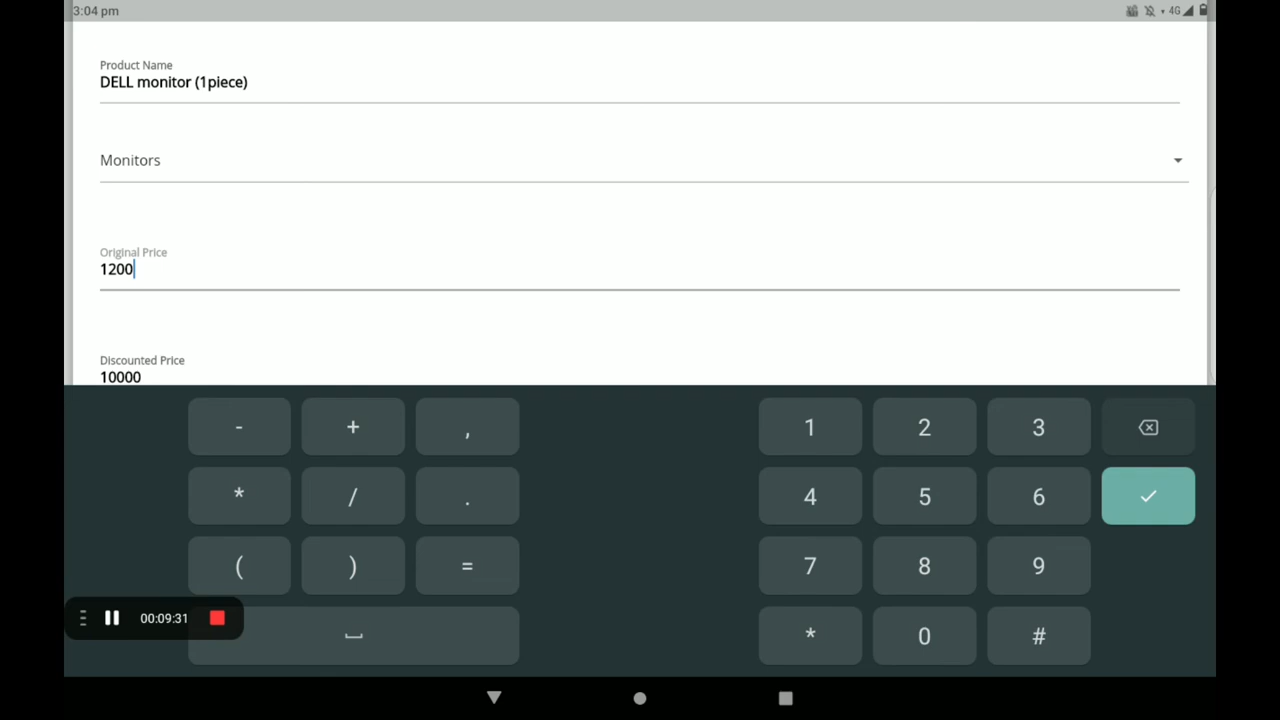 3:04 pm
4G
Product Name
DELL monitor (1piece)
Monitors
Original Price
1200
Discounted Price
10000
- + , 1 2 3
* / . 4 5 6
( ) = 7 8 9
00:09:31
* 0 #